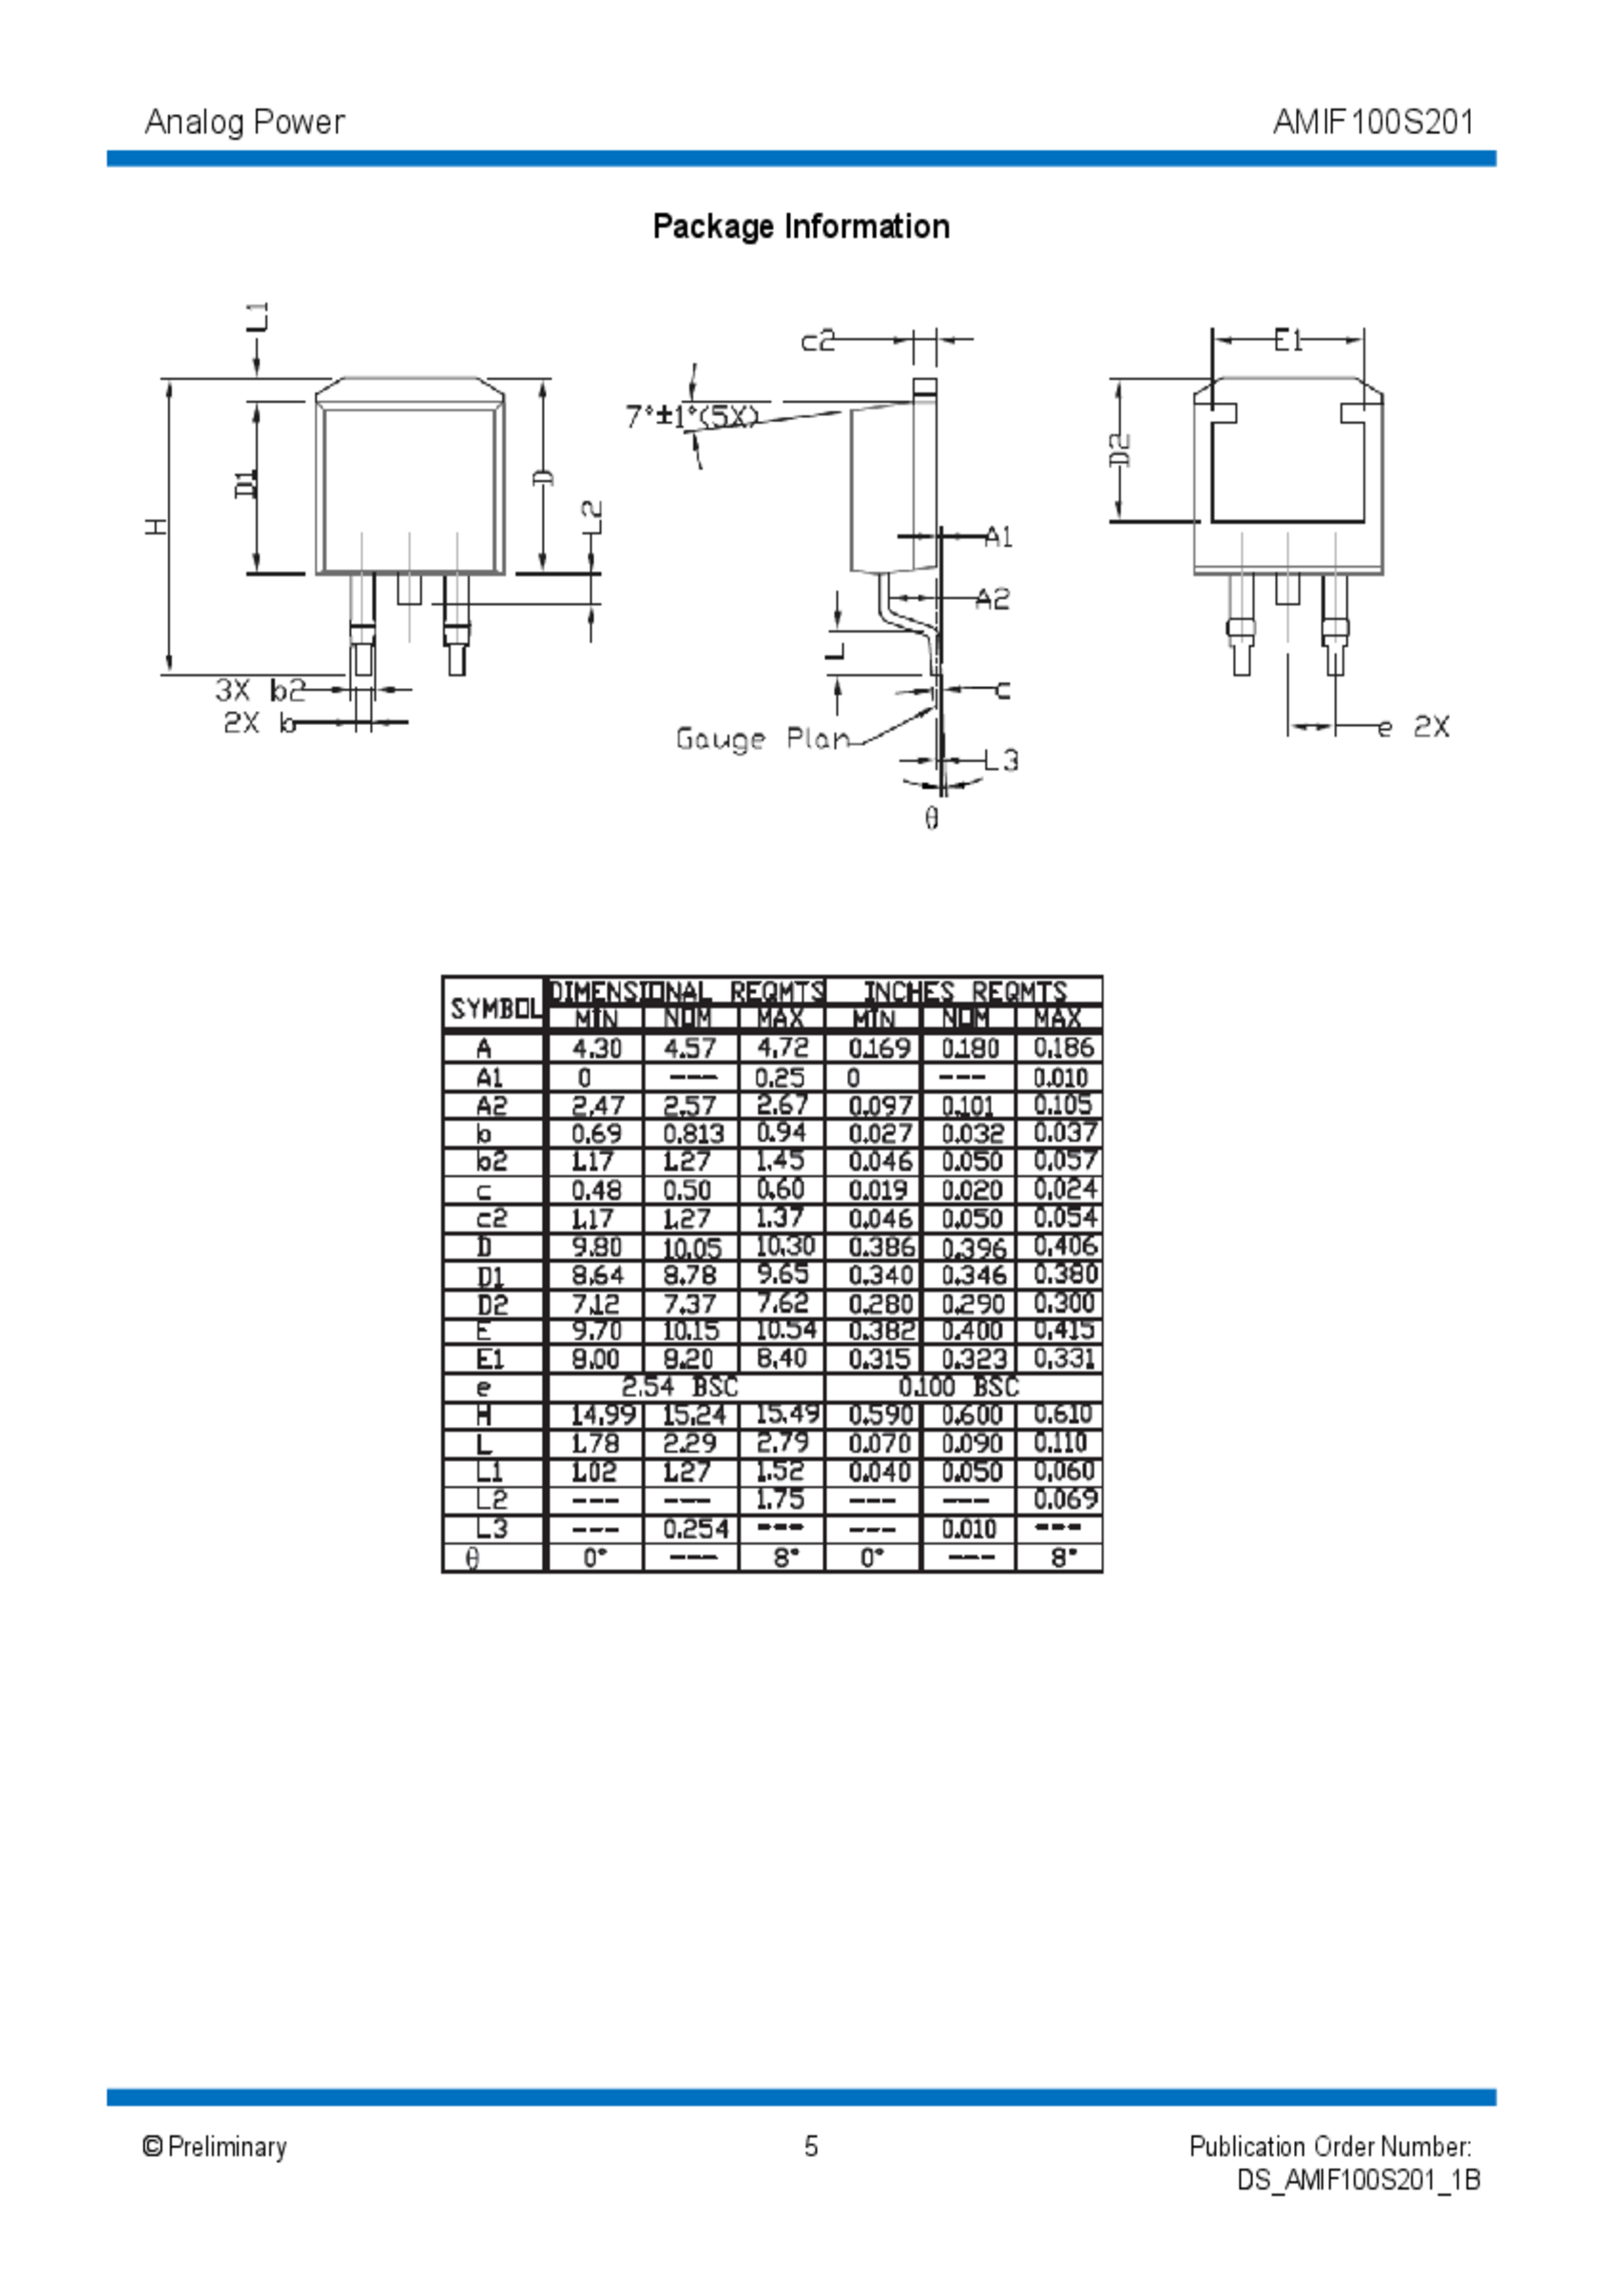 Analog Power AMIF100S201
Package Information
L1
H
D1
D
L2
3X b2
2X b
c2
7°±1°(5X)
A1
A2
L
c
Gauge Plan
L3
θ
E1
D2
e 2X
SYMBOL DIMENSIONAL REQMTS INCHES REQMTS
MIN NOM MAX MIN NOM MAX
A 4.30 4.57 4.72 0.169 0.180 0.186
A1 0 --- 0.25 0 --- 0.010
A2 2.47 2.57 2.67 0.097 0.101 0.105
b 0.69 0.813 0.94 0.027 0.032 0.037
b2 1.17 1.27 1.45 0.046 0.050 0.057
c 0.48 0.50 0.60 0.019 0.020 0.024
c2 1.17 1.27 1.37 0.046 0.050 0.054
D 9.80 10.05 10.30 0.386 0.396 0.406
D1 8.64 8.78 9.65 0.340 0.346 0.380
D2 7.12 7.37 7.62 0.280 0.290 0.300
E 9.70 10.15 10.54 0.382 0.400 0.415
E1 8.00 8.20 8.40 0.315 0.323 0.331
e 2.54 BSC 0.100 BSC
H 14.99 15.24 15.49 0.590 0.600 0.610
L 1.78 2.29 2.79 0.070 0.090 0.110
L1 1.02 1.27 1.52 0.040 0.050 0.060
L2 --- --- 1.75 --- --- 0.069
L3 --- 0.254 --- --- 0.010 ---
θ 0° --- 8° 0° --- 8°
© Preliminary 5 Publication Order Number:
DS_AMIF100S201_1B